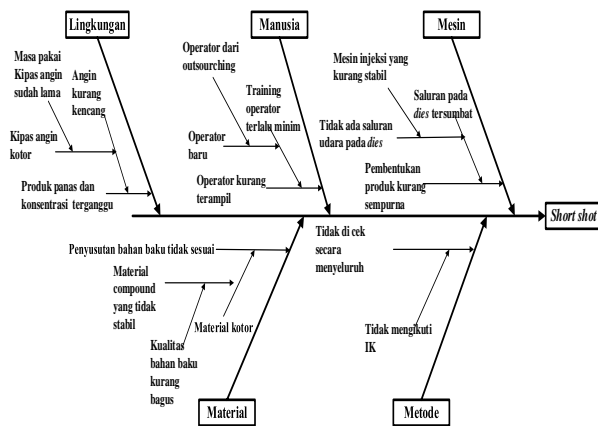 Lingkungan
Manusia
Mesin
Masa pakai
Kipas angin
sudah lama
Angin
kurang
kencang
Kipas angin
kotor
Produk panas dan
konsentrasi terganggu
Operator dari
outsourching
Training
operator
terlalu minim
Operator
baru
Operator kurang
terampil
Mesin injeksi yang
kurang stabil
Saluran pada
dies tersumbat
Tidak ada saluran
udara pada dies
Pembentukan
produk kurang
sempurna
Short shot
Penyusutan bahan baku tidak sesuai
Material
compound
yang tidak
stabil
Material kotor
Kualitas
bahan baku
kurang
bagus
Tidak di cek
secara
menyeluruh
Tidak mengikuti
IK
Material
Metode